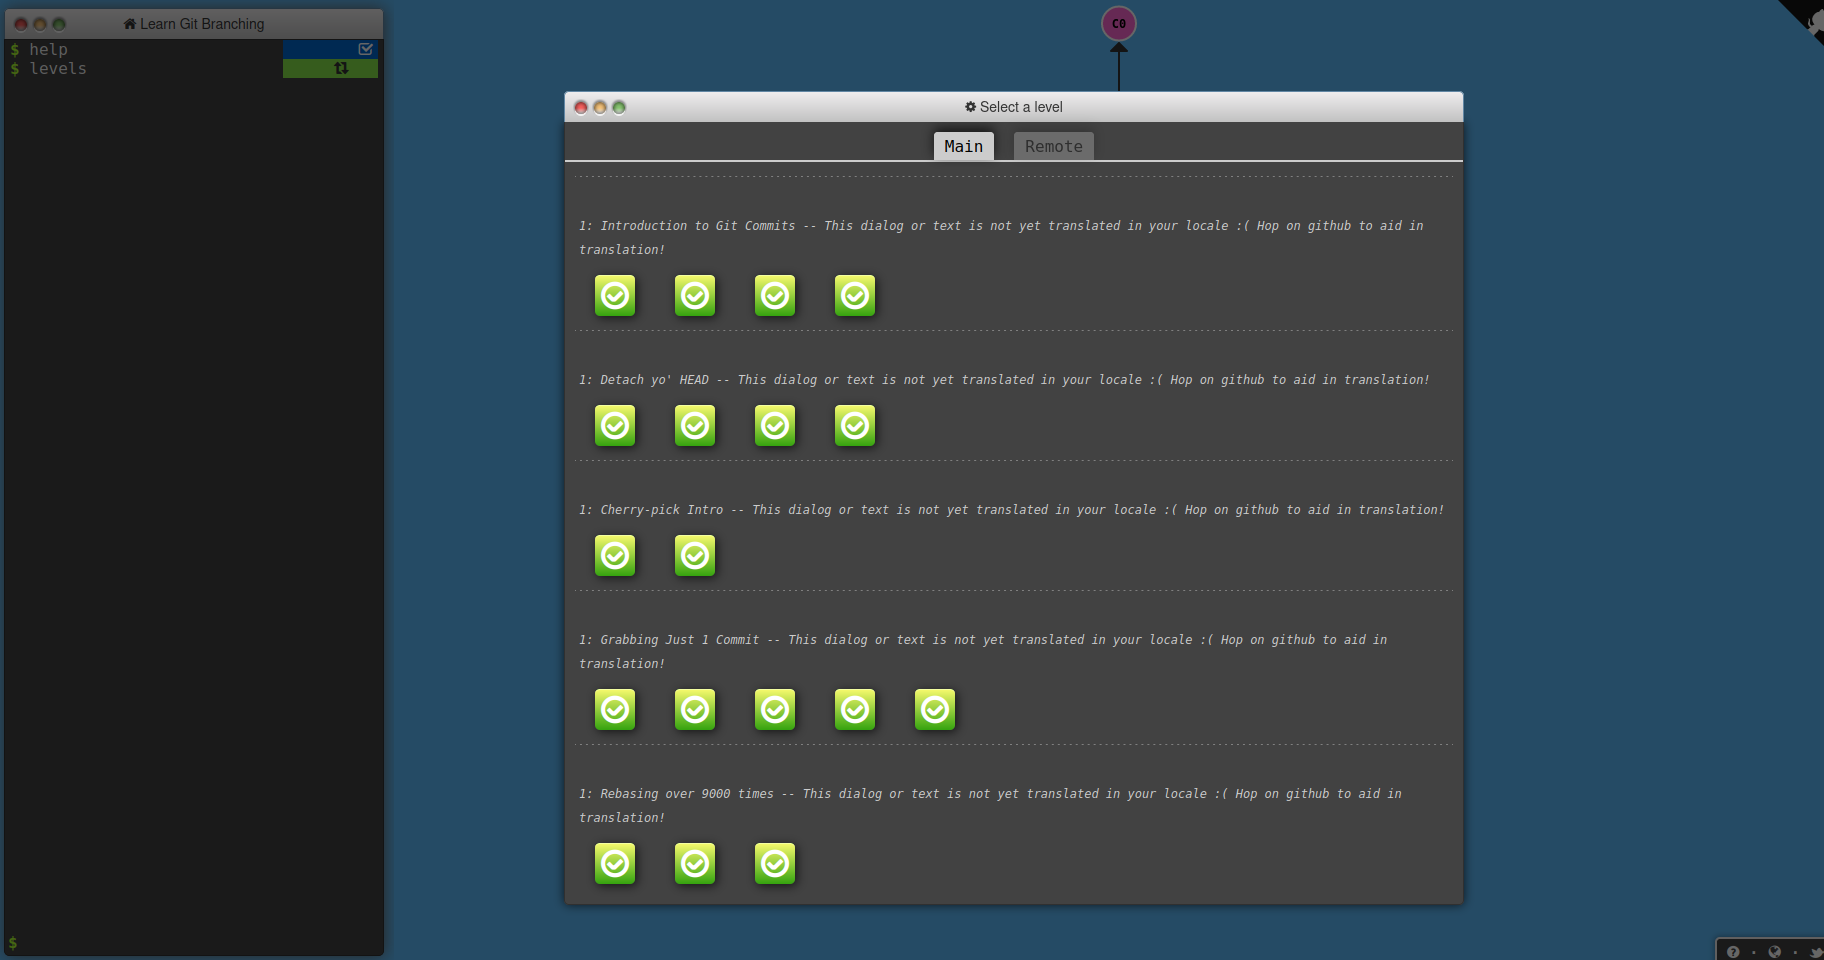 Learn Git Branching
$ help
$ levels
$
C0
Select a level
Main
Remote
1: Introduction to Git Commits -- This dialog or text is not yet translated in your locale :( Hop on github to aid in
translation!
1: Detach yo' HEAD -- This dialog or text is not yet translated in your locale :( Hop on github to aid in translation!
1: Cherry-pick Intro -- This dialog or text is not yet translated in your locale :( Hop on github to aid in translation!
1: Grabbing Just 1 Commit -- This dialog or text is not yet translated in your locale :( Hop on github to aid in
translation!
1: Rebasing over 9000 times -- This dialog or text is not yet translated in your locale :( Hop on github to aid in
translation!